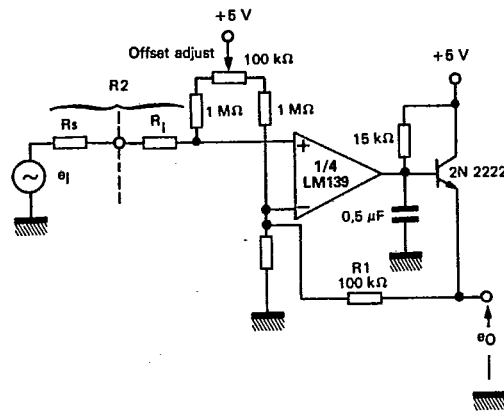 +5 V
Offset adjust
100 kΩ
+5 V
R2
Rs
Ri
1 MΩ
1 MΩ
15 kΩ
eI
+
1/4
LM139
−
2N 2222
0,5 µF
R1
100 kΩ
eO